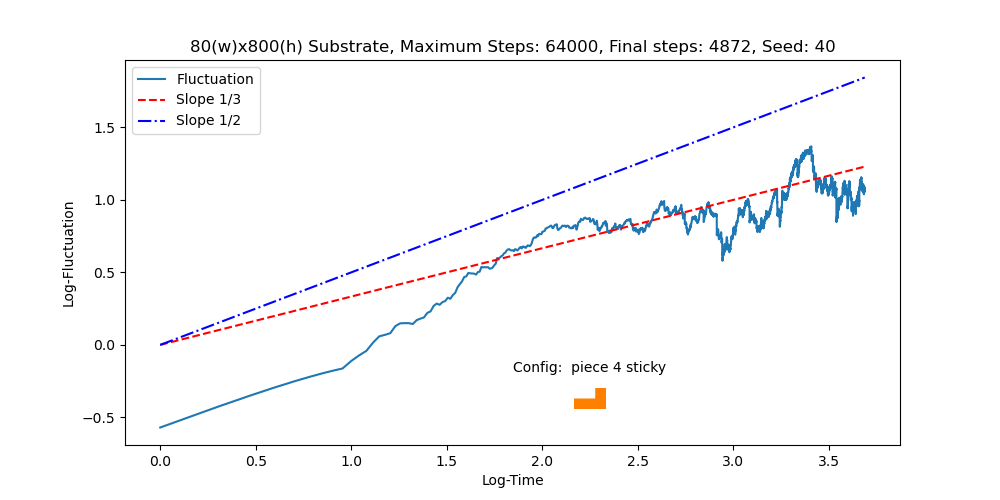 80(w)x800(h) Substrate, Maximum Steps: 64000, Final steps: 4872, Seed: 40
Fluctuation
Slope 1/3
Slope 1/2
1.5
1.0
0.5
0.0
−0.5
Log-Fluctuation
Config:  piece 4 sticky
0.0 0.5 1.0 1.5 2.0 2.5 3.0 3.5
Log-Time